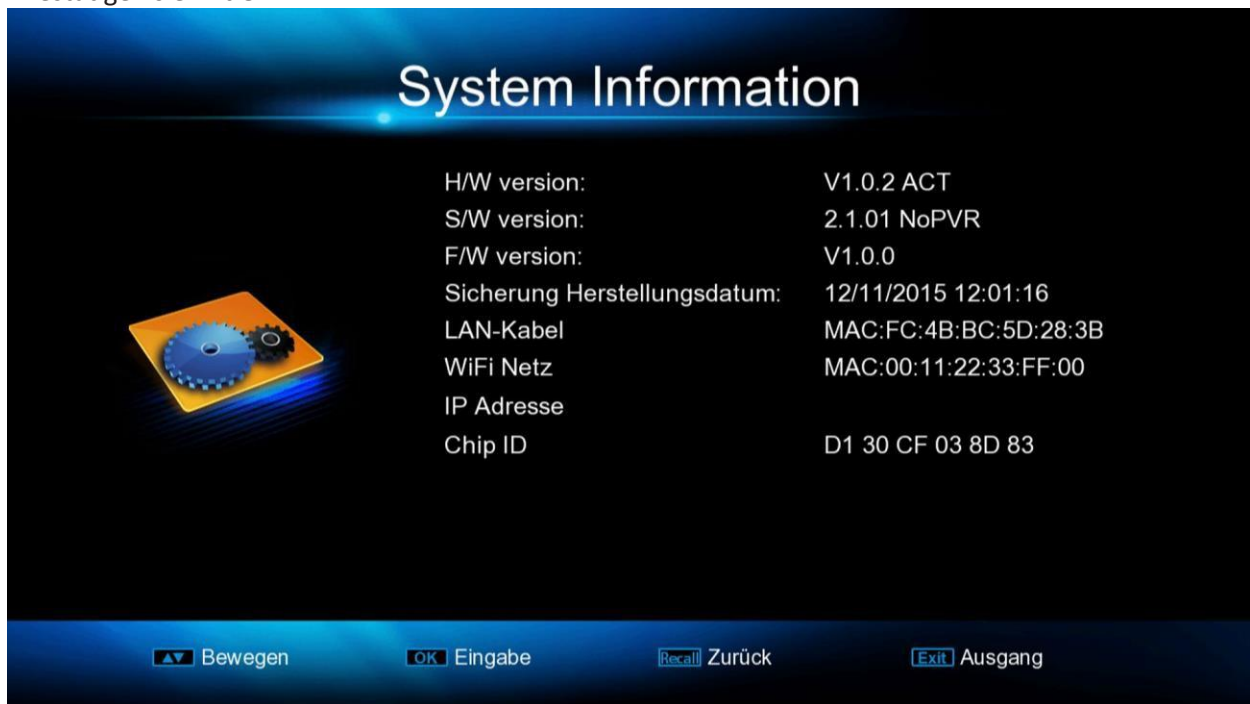 System Information
H/W version: V1.0.2 ACT
S/W version: 2.1.01 NoPVR
F/W version: V1.0.0
Sicherung Herstellungsdatum: 12/11/2015 12:01:16
LAN-Kabel MAC:FC:4B:BC:5D:28:3B
WiFi Netz MAC:00:11:22:33:FF:00
IP Adresse
Chip ID D1 30 CF 03 8D 83
▲▼ Bewegen OK Eingabe Recall Zurück Exit Ausgang